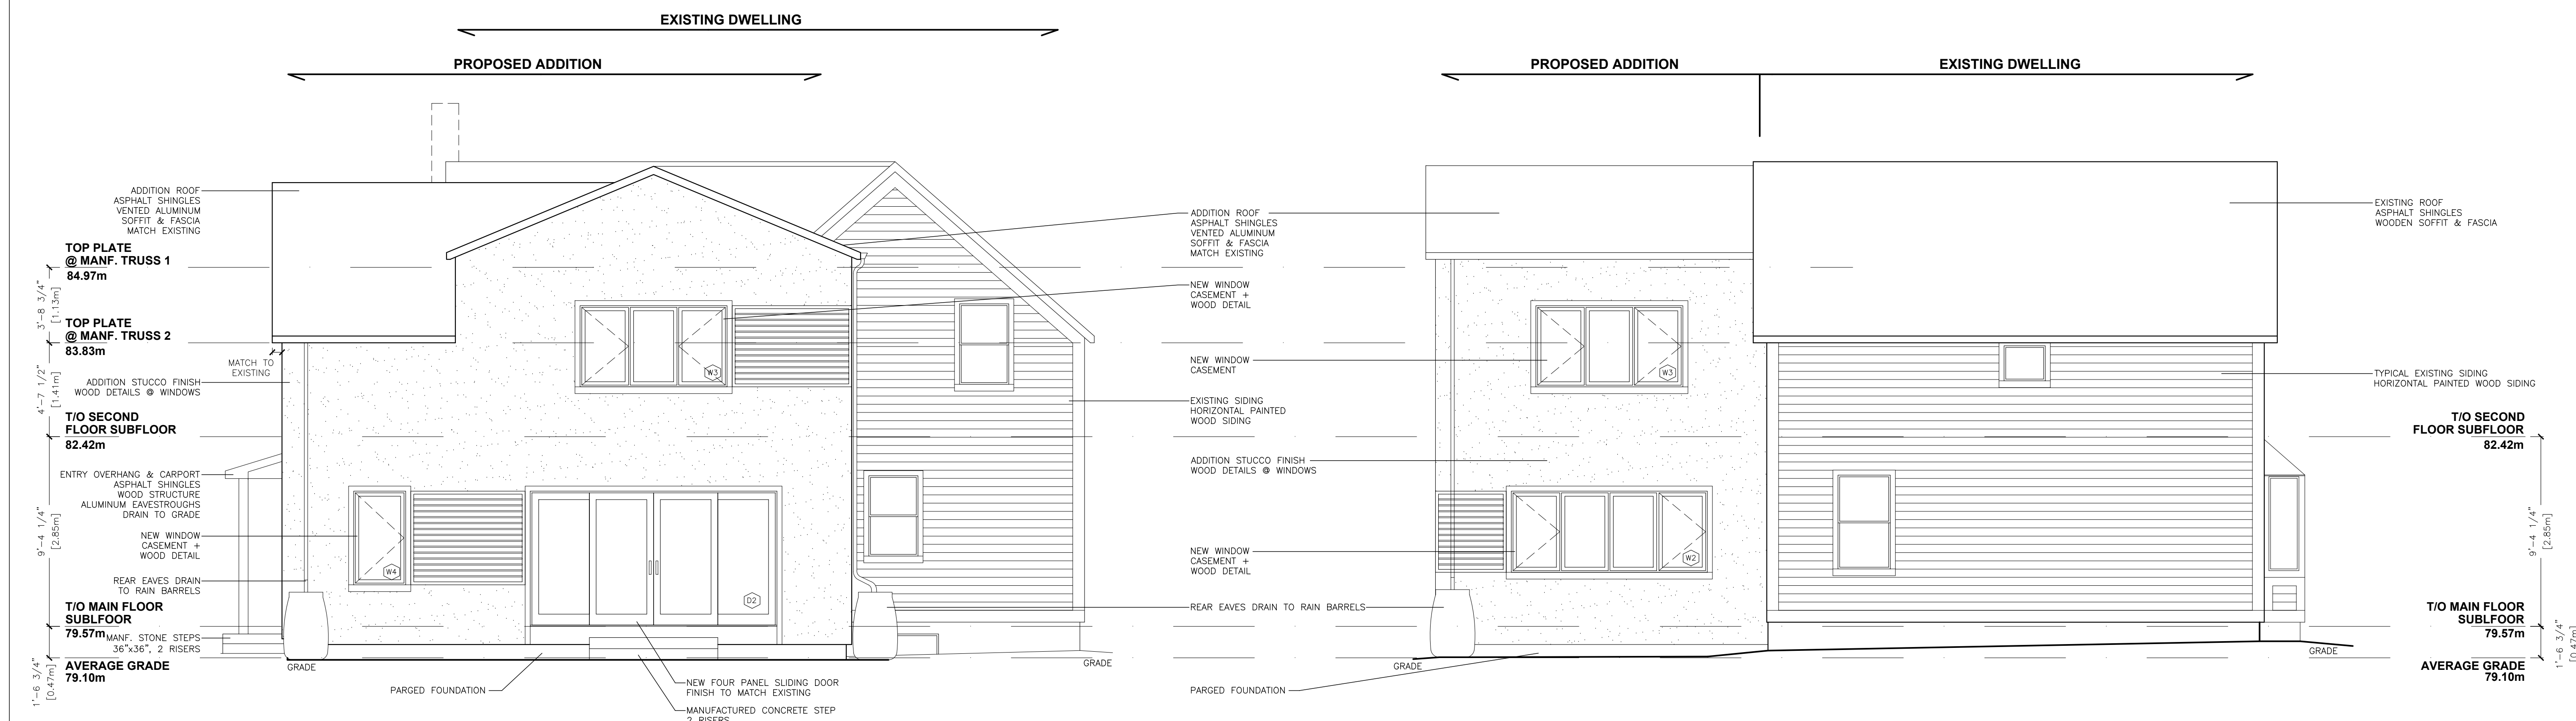 EXISTING DWELLING
PROPOSED ADDITION
PROPOSED ADDITION
EXISTING DWELLING
ADDITION ROOF
ASPHALT SHINGLES
VENTED ALUMINUM
SOFFIT & FASCIA
MATCH EXISTING
TOP PLATE
@ MANF. TRUSS 1
84.97m
3'-8 3/4"
[1.13m]
TOP PLATE
@ MANF. TRUSS 2
83.83m
MATCH TO
EXISTING
4'-7 1/2"
[1.41m]
ADDITION STUCCO FINISH
WOOD DETAILS @ WINDOWS
T/O SECOND
FLOOR SUBFLOOR
82.42m
ENTRY OVERHANG & CARPORT
ASPHALT SHINGLES
WOOD STRUCTURE
ALUMINUM EAVESTROUGHS
DRAIN TO GRADE
9'-4 1/4"
[2.85m]
NEW WINDOW
CASEMENT +
WOOD DETAIL
REAR EAVES DRAIN
TO RAIN BARRELS
T/O MAIN FLOOR
SUBLFOOR
79.57m
MANF. STONE STEPS
36"x36", 2 RISERS
1'-6 3/4"
[0.47m]
AVERAGE GRADE
79.10m
W3
W4
D2
GRADE
GRADE
PARGED FOUNDATION
NEW FOUR PANEL SLIDING DOOR
FINISH TO MATCH EXISTING
MANUFACTURED CONCRETE STEP
2 RISERS
ADDITION ROOF
ASPHALT SHINGLES
VENTED ALUMINUM
SOFFIT & FASCIA
MATCH EXISTING
NEW WINDOW
CASEMENT +
WOOD DETAIL
NEW WINDOW
CASEMENT
EXISTING SIDING
HORIZONTAL PAINTED
WOOD SIDING
ADDITION STUCCO FINISH
WOOD DETAILS @ WINDOWS
NEW WINDOW
CASEMENT +
WOOD DETAIL
REAR EAVES DRAIN TO RAIN BARRELS
PARGED FOUNDATION
W3
W2
GRADE
GRADE
EXISTING ROOF
ASPHALT SHINGLES
WOODEN SOFFIT & FASCIA
TYPICAL EXISTING SIDING
HORIZONTAL PAINTED WOOD SIDING
T/O SECOND
FLOOR SUBFLOOR
82.42m
9'-4 1/4"
[2.85m]
T/O MAIN FLOOR
SUBLFOOR
79.57m
1'-6 3/4"
[0.47m]
AVERAGE GRADE
79.10m